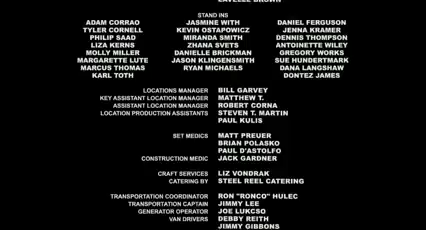 LAVELLE BROWN
STAND INS
ADAM CORRAO JASMINE WITH DANIEL FERGUSON
TYLER CORNELL KEVIN OSTAPOWICZ JENNA KRAMER
PHILIP SAAD MIRANDA SMITH DENNIS THOMPSON
LIZA KERNS ZHANA SVETS ANTOINETTE WILEY
MOLLY MILLER DANIELLE BRICKMAN GREGORY WORKS
MARGARETTE LUTE JASON KLINGENSMITH SUE HUNDERTMARK
MARCUS THOMAS RYAN MICHAELS DANA LANGSHAW
KARL TOTH DONTEZ JAMES
LOCATIONS MANAGER BILL GARVEY
KEY ASSISTANT LOCATION MANAGER MATTHEW T.
ASSISTANT LOCATION MANAGER ROBERT CORNA
LOCATION PRODUCTION ASSISTANTS STEVEN T. MARTIN
PAUL KULIS
SET MEDICS MATT PREUER
BRIAN POLASKO
PAUL D'ASTOLFO
CONSTRUCTION MEDIC JACK GARDNER
CRAFT SERVICES LIZ VONDRAK
CATERING BY STEEL REEL CATERING
TRANSPORTATION COORDINATOR RON "RONCO" HULEC
TRANSPORTATION CAPTAIN JIMMY LEE
GENERATOR OPERATOR JOE LUKCSO
VAN DRIVERS DEBBY REITH
JIMMY GIBBONS